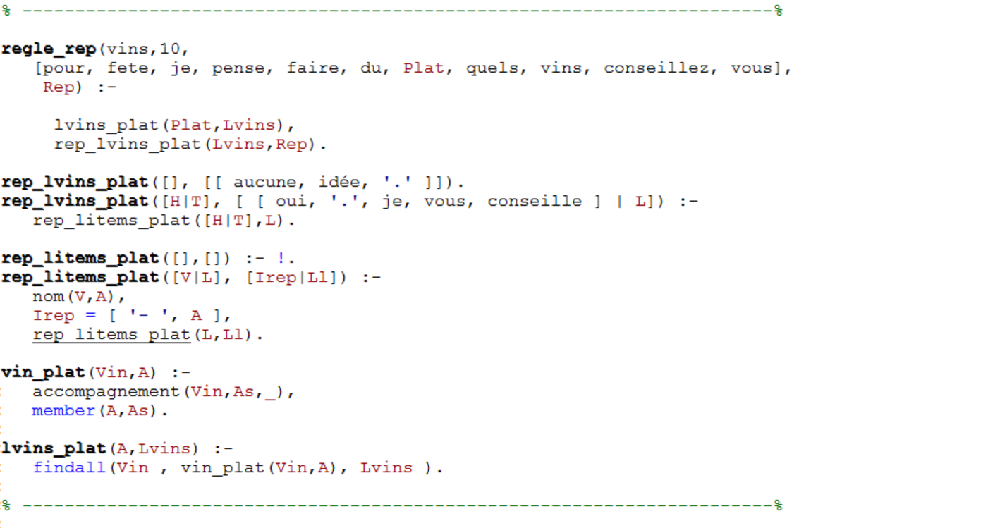 % -----------------------------------------------------------------------%
regle_rep(vins,10,
[pour, fete, je, pense, faire, du, Plat, quels, vins, conseillez, vous],
Rep) :-
lvins_plat(Plat,Lvins),
rep_lvins_plat(Lvins,Rep).
rep_lvins_plat([], [[ aucune, idée, '.' ]]).
rep_lvins_plat([H|T], [ [ oui, '.', je, vous, conseille ] | L]) :-
rep_litems_plat([H|T],L).
rep_litems_plat([],[]) :- !.
rep_litems_plat([V|L], [Irep|Ll]) :-
nom(V,A),
Irep = [ '- ', A ],
rep_litems_plat(L,Ll).
vin_plat(Vin,A) :-
accompagnement(Vin,As,_),
member(A,As).
lvins_plat(A,Lvins) :-
findall(Vin , vin_plat(Vin,A), Lvins ).
% -----------------------------------------------------------------------%